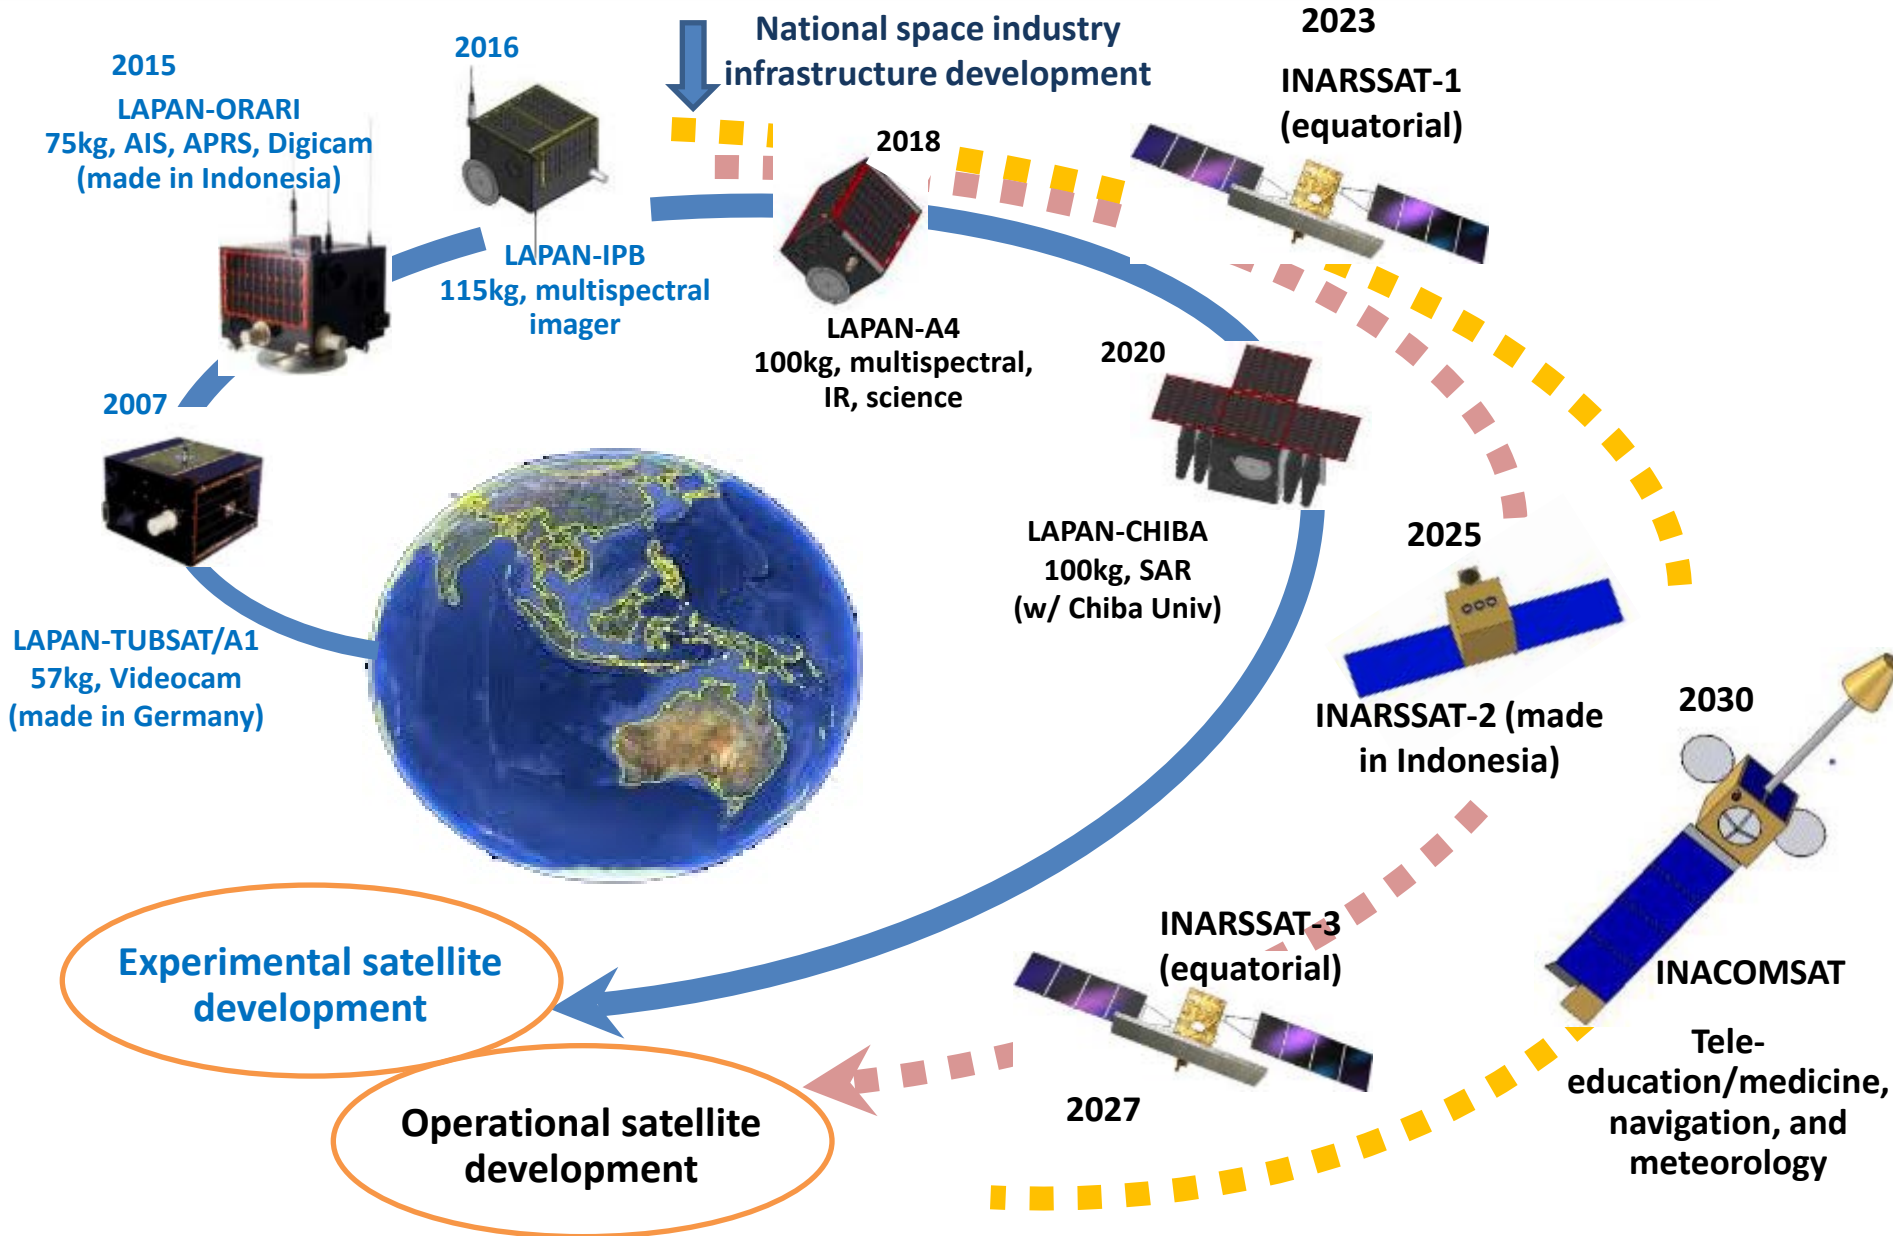 2015
LAPAN-ORARI
75kg, AIS, APRS, Digicam
(made in Indonesia)
2016
LAPAN-IPB
115kg, multispectral
imager
National space industry
infrastructure development
2018
LAPAN-A4
100kg, multispectral,
IR, science
2023
INARSSAT-1
(equatorial)
2007
LAPAN-TUBSAT/A1
57kg, Videocam
(made in Germany)
2020
LAPAN-CHIBA
100kg, SAR
(w/ Chiba Univ)
2025
INARSSAT-2 (made
in Indonesia)
2030
INACOMSAT
Tele-
education/medicine,
navigation, and
meteorology
INARSSAT-3
(equatorial)
2027
Experimental satellite
development
Operational satellite
development